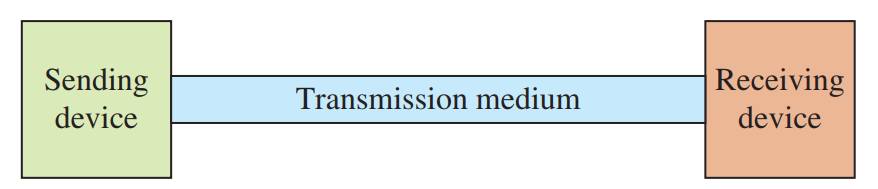 Sending
device
Transmission medium
Receiving
device